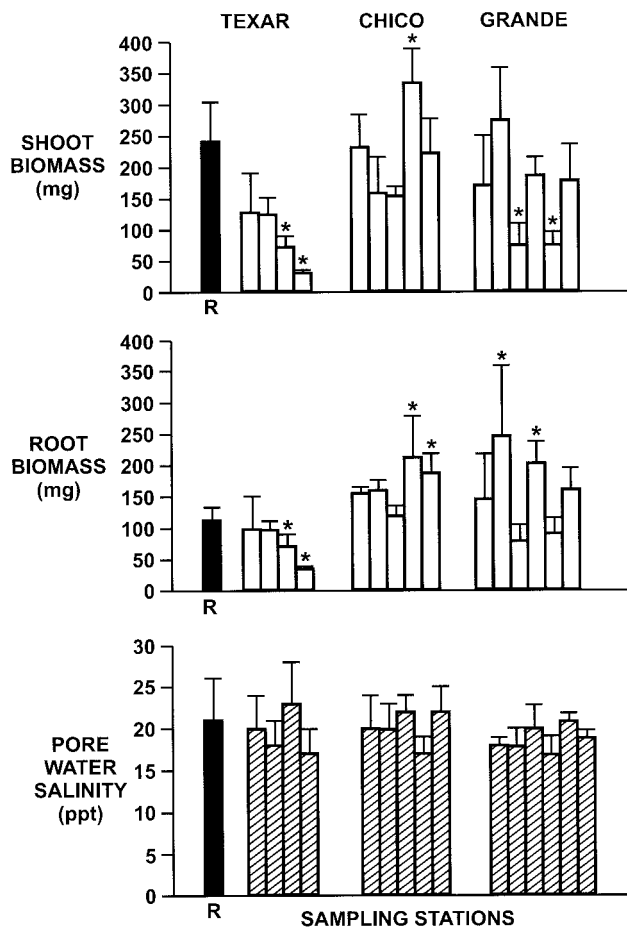 TEXAR CHICO GRANDE
SHOOT
BIOMASS
(mg)
400
350
300
250
200
150
100
50
0
* * * * *
R
ROOT
BIOMASS
(mg)
400
350
300
250
200
150
100
50
0
* * * * * *
R
PORE
WATER
SALINITY
(ppt)
30
25
20
15
10
5
0
R
SAMPLING STATIONS